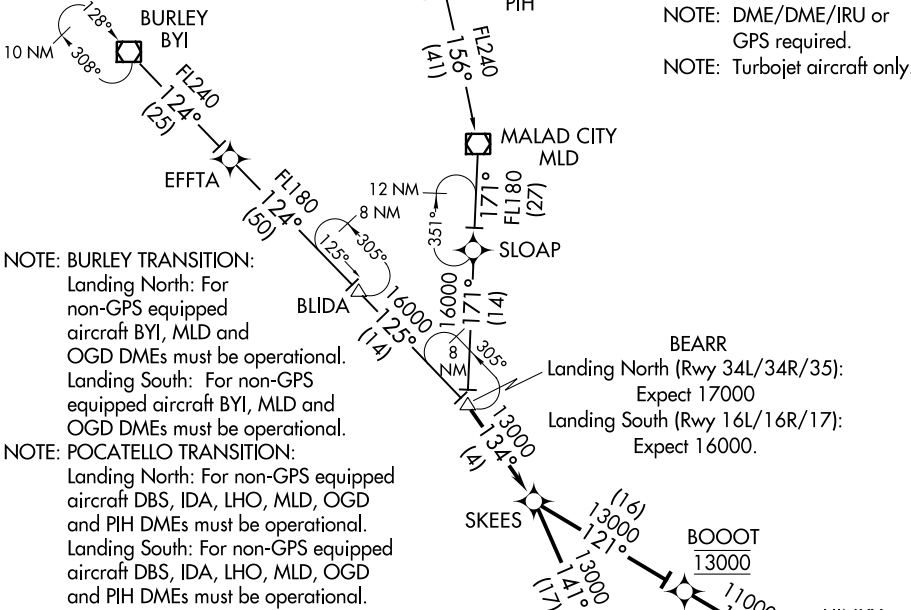 PIH
NOTE: DME/DME/IRU or
GPS required.
NOTE: Turbojet aircraft only.
BURLEY
BYI
128°
308°
10 NM
FL240
124°
(25)
FL240
156°
(41)
MALAD CITY
MLD
EFFTA
FL180
124°
(50)
8 NM
305°
125°
12 NM
351°
171°
FL180
(27)
SLOAP
NOTE: BURLEY TRANSITION:
Landing North: For
non-GPS equipped
aircraft BYI, MLD and
OGD DMEs must be operational.
Landing South: For non-GPS
equipped aircraft BYI, MLD and
OGD DMEs must be operational.
NOTE: POCATELLO TRANSITION:
Landing North: For non-GPS equipped
aircraft DBS, IDA, LHO, MLD, OGD
and PIH DMEs must be operational.
Landing South: For non-GPS equipped
aircraft DBS, IDA, LHO, MLD, OGD
and PIH DMEs must be operational.
BLIDA
16000
125°
(14)
16000
171°
(14)
8
NM
305°
BEARR
Landing North (Rwy 34L/34R/35):
Expect 17000
Landing South (Rwy 16L/16R/17):
Expect 16000.
13000
134°
(4)
SKEES
(16)
13000
121°
13000
141°
(17)
BOOOT
13000
11000